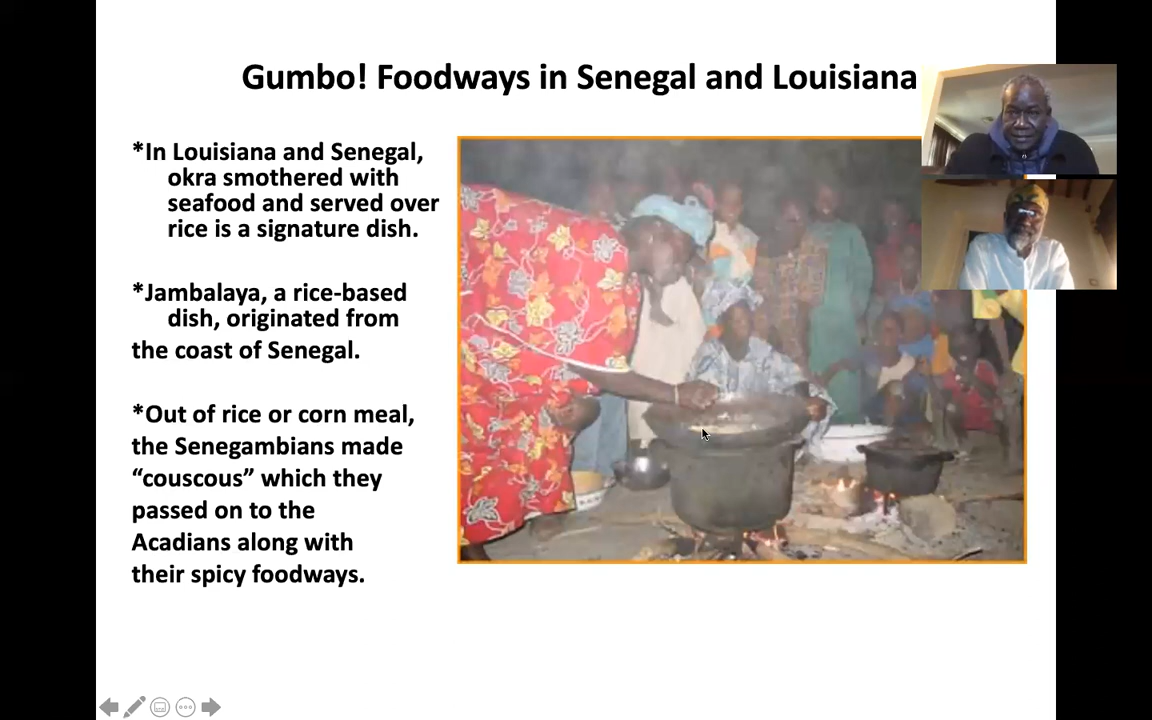 Gumbo! Foodways in Senegal and Louisiana
*In Louisiana and Senegal,
okra smothered with
seafood and served over
rice is a signature dish.
*Jambalaya, a rice-based
dish, originated from
the coast of Senegal.
*Out of rice or corn meal,
the Senegambians made
“couscous” which they
passed on to the
Acadians along with
their spicy foodways.